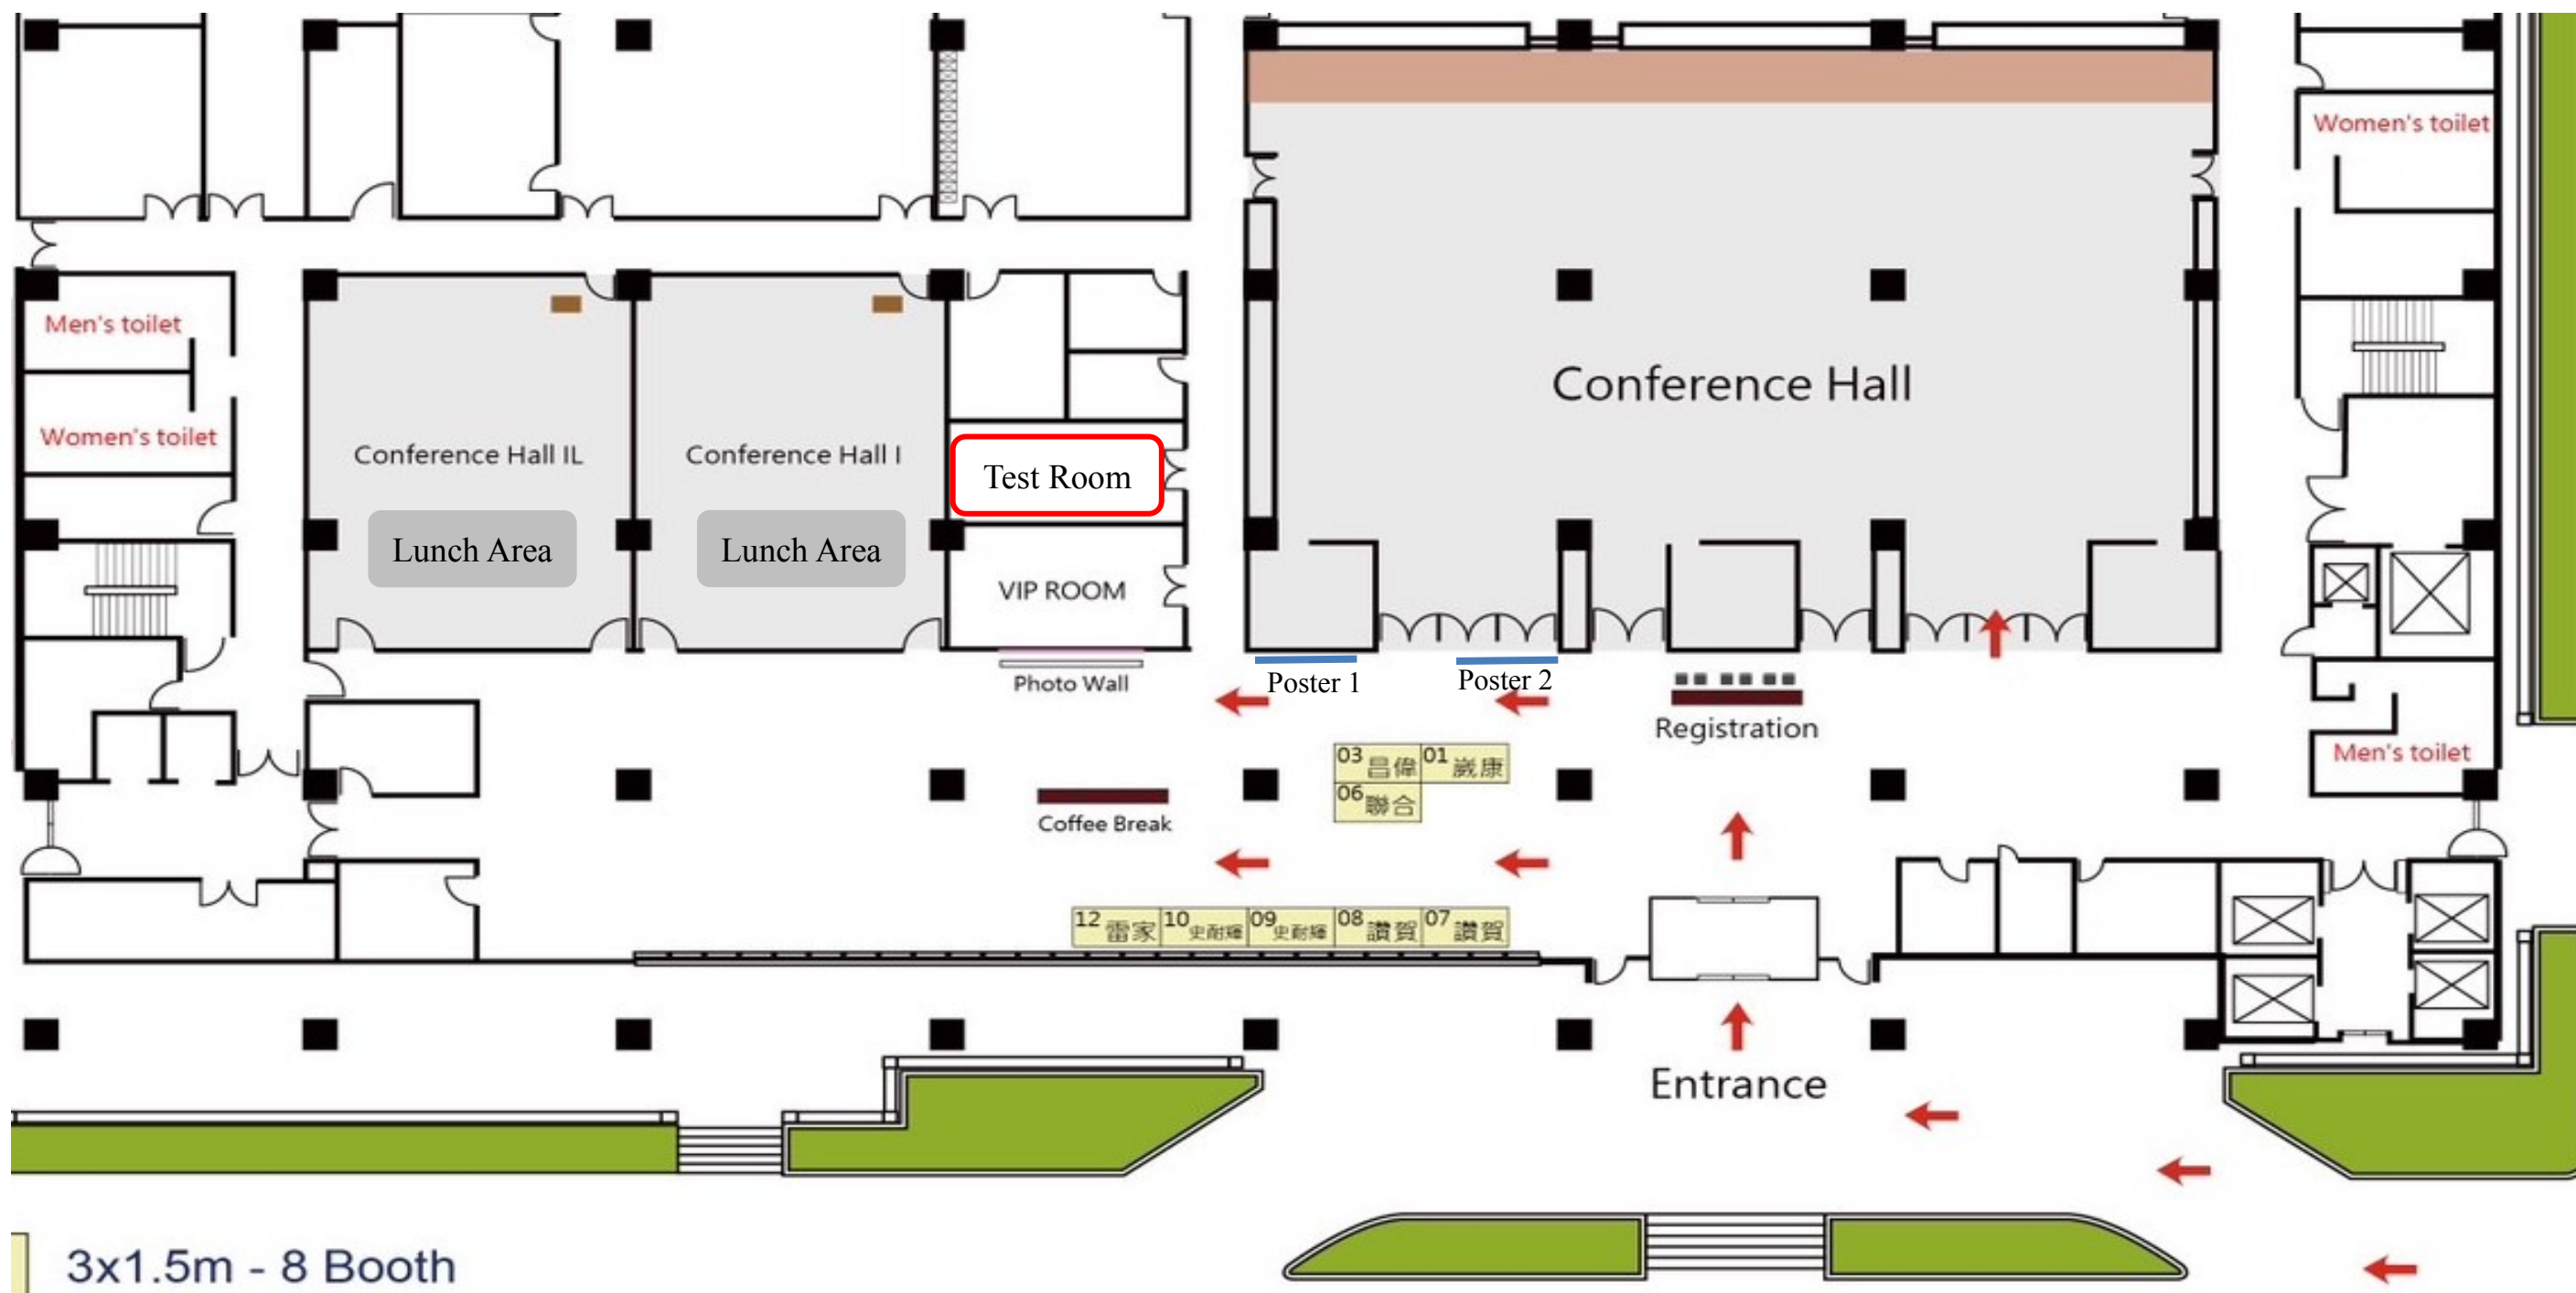 Women's toilet
Men's toilet
Women's toilet
Conference Hall
Conference Hall IL
Conference Hall I
Test Room
Lunch Area
Lunch Area
VIP ROOM
Photo Wall
Poster 1
Poster 2
Registration
Men's toilet
03 昌偉
01 崴康
06 聯合
Coffee Break
12 雷家
10 史耐輝
09 史耐輝
08 讚賀
07 讚賀
Entrance
3x1.5m - 8 Booth